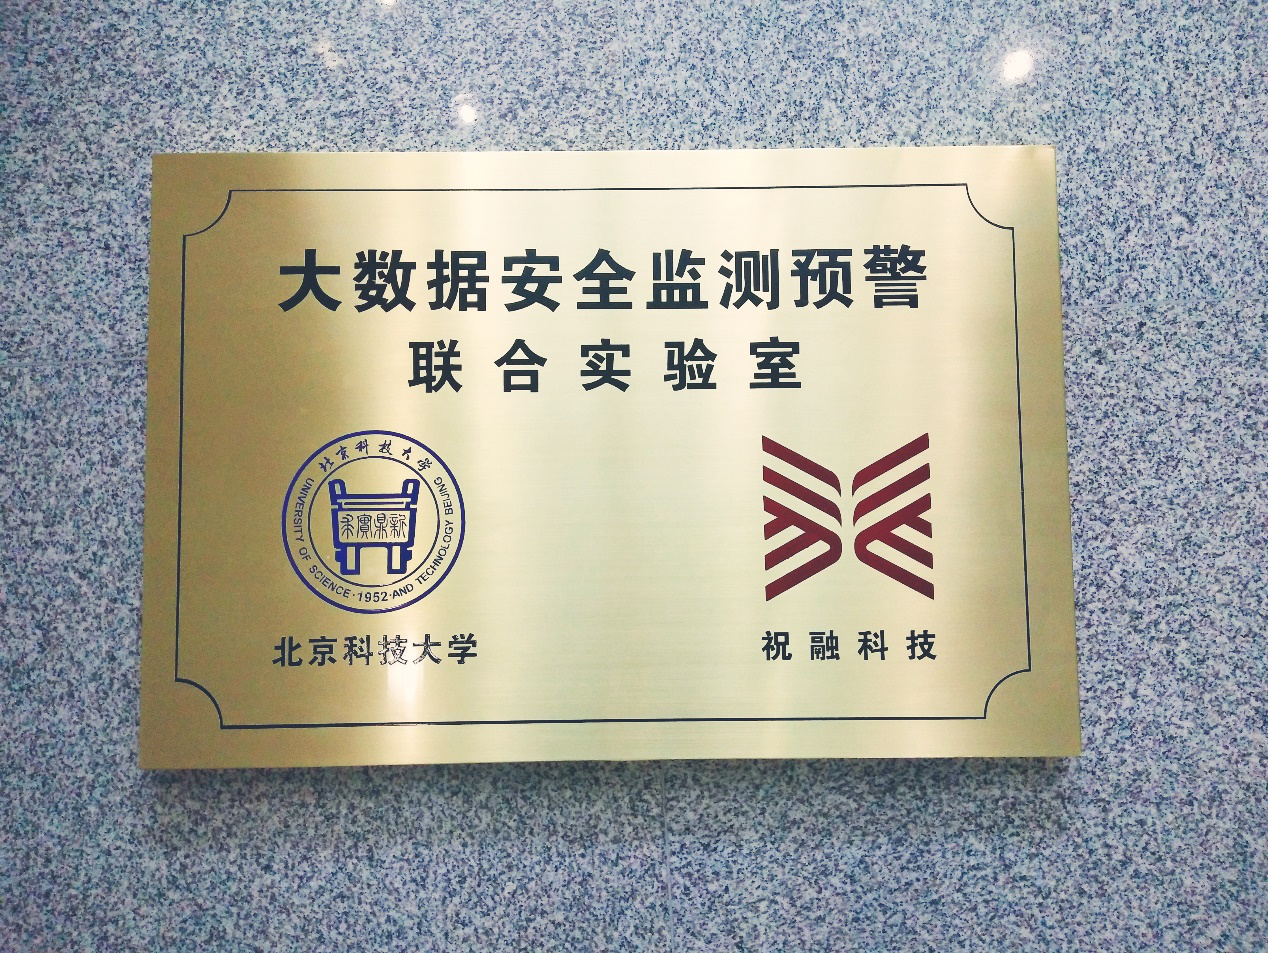 大数据安全监测预警
联合实验室
北京科技大学
UNIVERSITY OF SCIENCE·1952·AND TECHNOLOGY BEIJING
北京科技大学
祝融科技